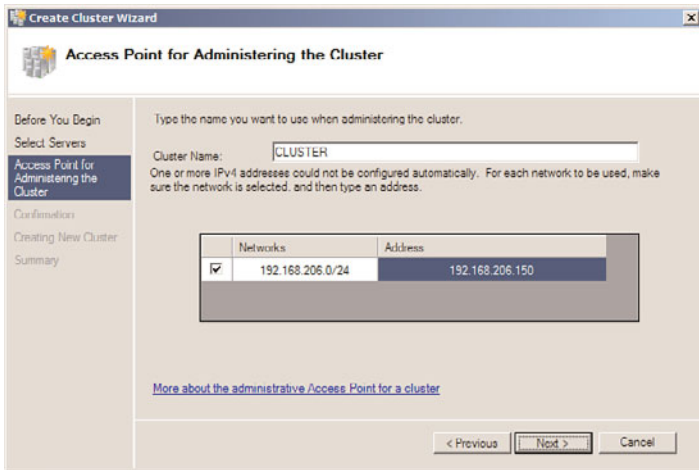 Create Cluster Wizard
Access Point for Administering the Cluster
Before You Begin
Select Servers
Access Point for
Administering the
Cluster
Confirmation
Creating New Cluster
Summary
Type the name you want to use when administering the cluster.
Cluster Name: CLUSTER
One or more IPv4 addresses could not be configured automatically. For each network to be used, make
sure the network is selected, and then type an address.
Networks Address
192.168.206.0/24 192.168.206.150
More about the administrative Access Point for a cluster
< Previous Next > Cancel